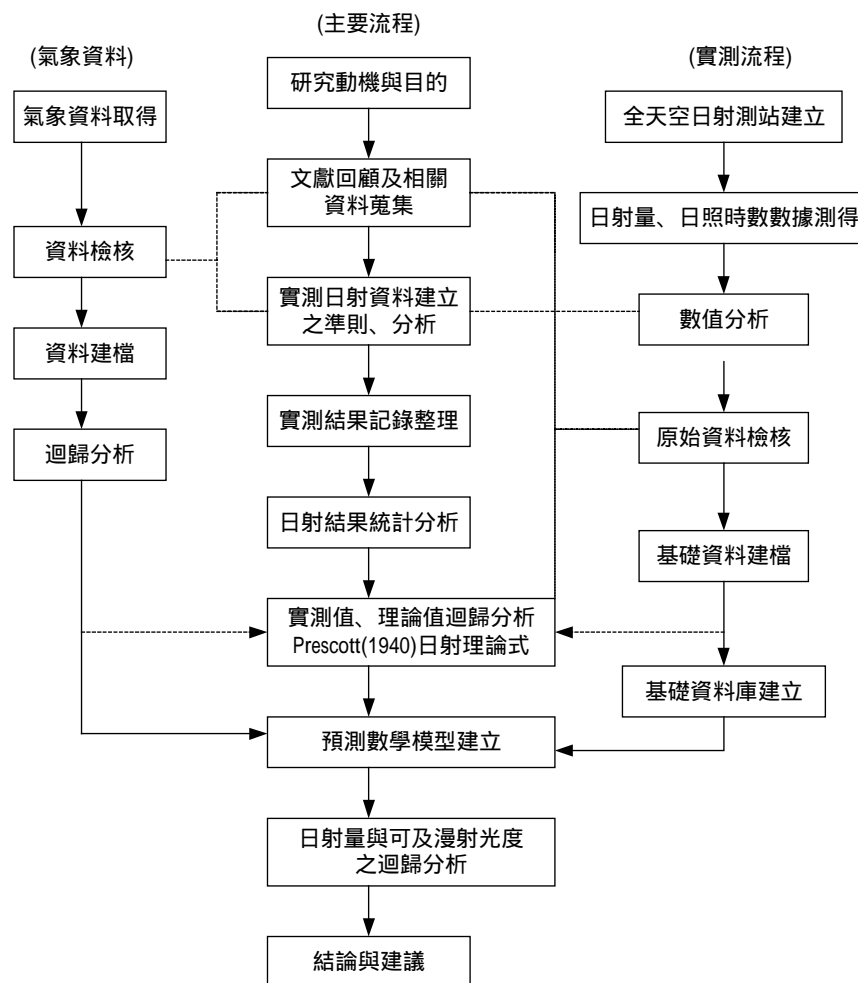 (主要流程)
(氣象資料)
(實測流程)
研究動機與目的
氣象資料取得
全天空日射測站建立
文獻回顧及相關
資料蒐集
日射量、日照時數數據測得
資料檢核
實測日射資料建立
之準則、分析
數值分析
資料建檔
實測結果記錄整理
原始資料檢核
迴歸分析
日射結果統計分析
基礎資料建檔
實測值、理論值迴歸分析
Prescott(1940)日射理論式
基礎資料庫建立
預測數學模型建立
日射量與可及漫射光度
之迴歸分析
結論與建議